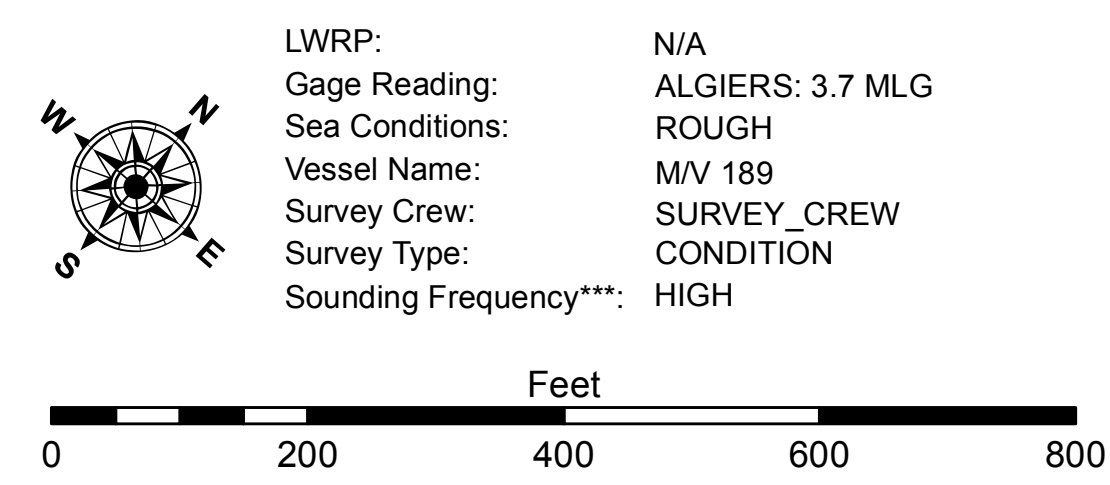 W N
S E
LWRP: N/A
Gage Reading: ALGIERS: 3.7 MLG
Sea Conditions: ROUGH
Vessel Name: M/V 189
Survey Crew: SURVEY_CREW
Survey Type: CONDITION
Sounding Frequency***: HIGH
Feet
0 200 400 600 800